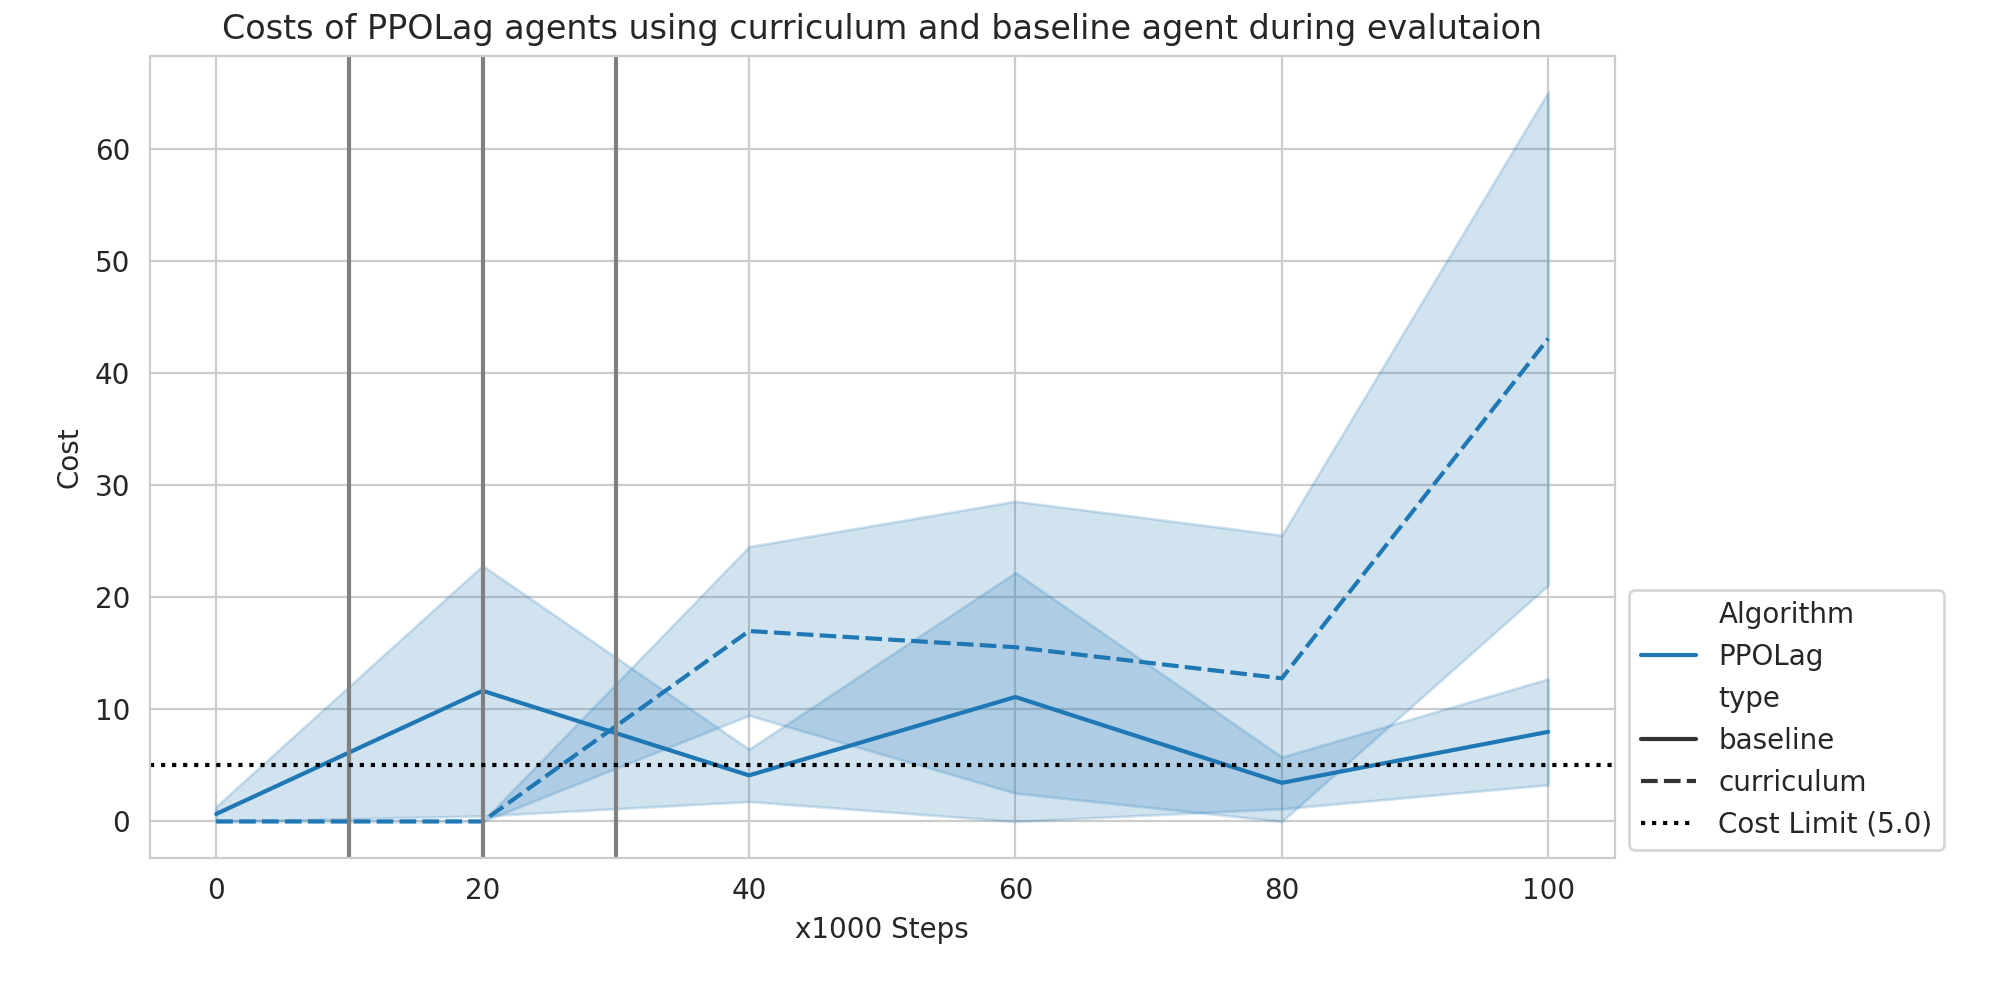 Costs of PPOLag agents using curriculum and baseline agent during evalutaion
60
50
40
30
20
10
0
Cost
0 20 40 60 80 100
x1000 Steps
Algorithm
PPOLag
type
baseline
curriculum
Cost Limit (5.0)